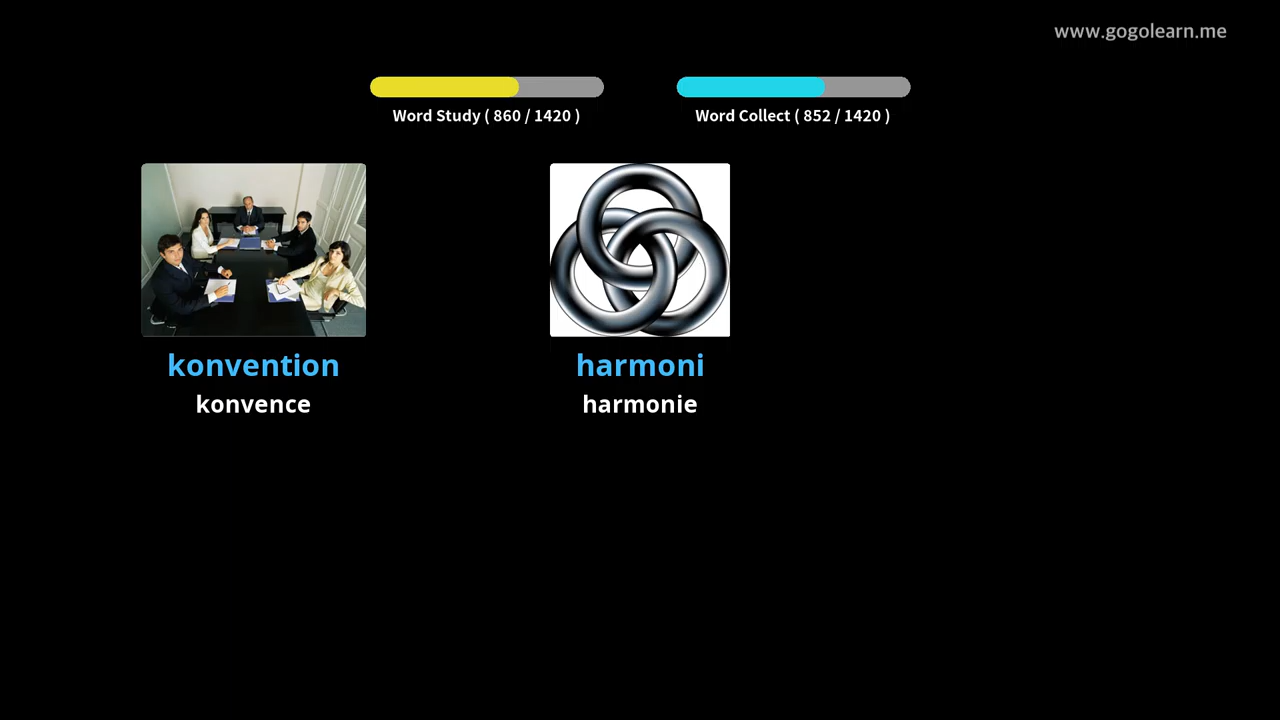 www.gogolearn.me
Word Study ( 860 / 1420 )
Word Collect ( 852 / 1420 )
konvention
konvence
harmoni
harmonie